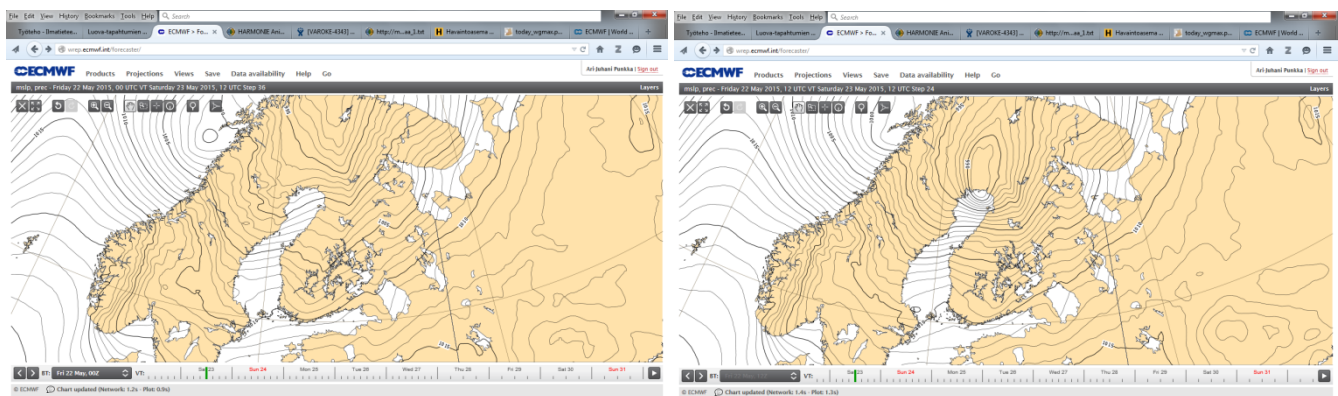 File Edit View History Bookmarks Tools Help Search
Työteho - Ilmatietee... Luova-tapahtumien ... ECMWF > Fo... × HARMONIE Ani... [VAROKE-4343] ... http://m...aa_1.txt Havaintoasema ... today_wgmas.p... ECMWF | World ... +
wrep.ecmwf.int/forecaster/
ECMWF Products Projections Views Save Data availability Help Go
Ari-Juhani Punkka | Sign out
mslp, prec - Friday 22 May 2015, 00 UTC VT Saturday 23 May 2015, 12 UTC Step 36 Layers
1015
1005
1005
1015
BT: Fri 22 May, 00Z VT: Sat 23 Sun 24 Mon 25 Tue 26 Wed 27 Thu 28 Fri 29 Sat 30 Sun 31
© ECMWF Chart updated (Network: 1.2s - Plot: 0.9s)
File Edit View History Bookmarks Tools Help Search
Työteho - Ilmatietee... Luova-tapahtumien ... ECMWF > Fo... × HARMONIE Ani... [VAROKE-4343] ... http://m...aa_1.txt Havaintoasema ... today_wgmas.p... ECMWF | World ... +
wrep.ecmwf.int/forecaster/
ECMWF Products Projections Views Save Data availability Help Go
Ari-Juhani Punkka | Sign out
mslp, prec - Friday 22 May 2015, 12 UTC VT Saturday 23 May 2015, 12 UTC Step 24 Layers
1015
1005
1015
BT: VT: Sat 23 Sun 24 Mon 25 Tue 26 Wed 27 Thu 28 Fri 29 Sat 30 Sun 31
© ECMWF Chart updated (Network: 1.4s - Plot: 1.3s)